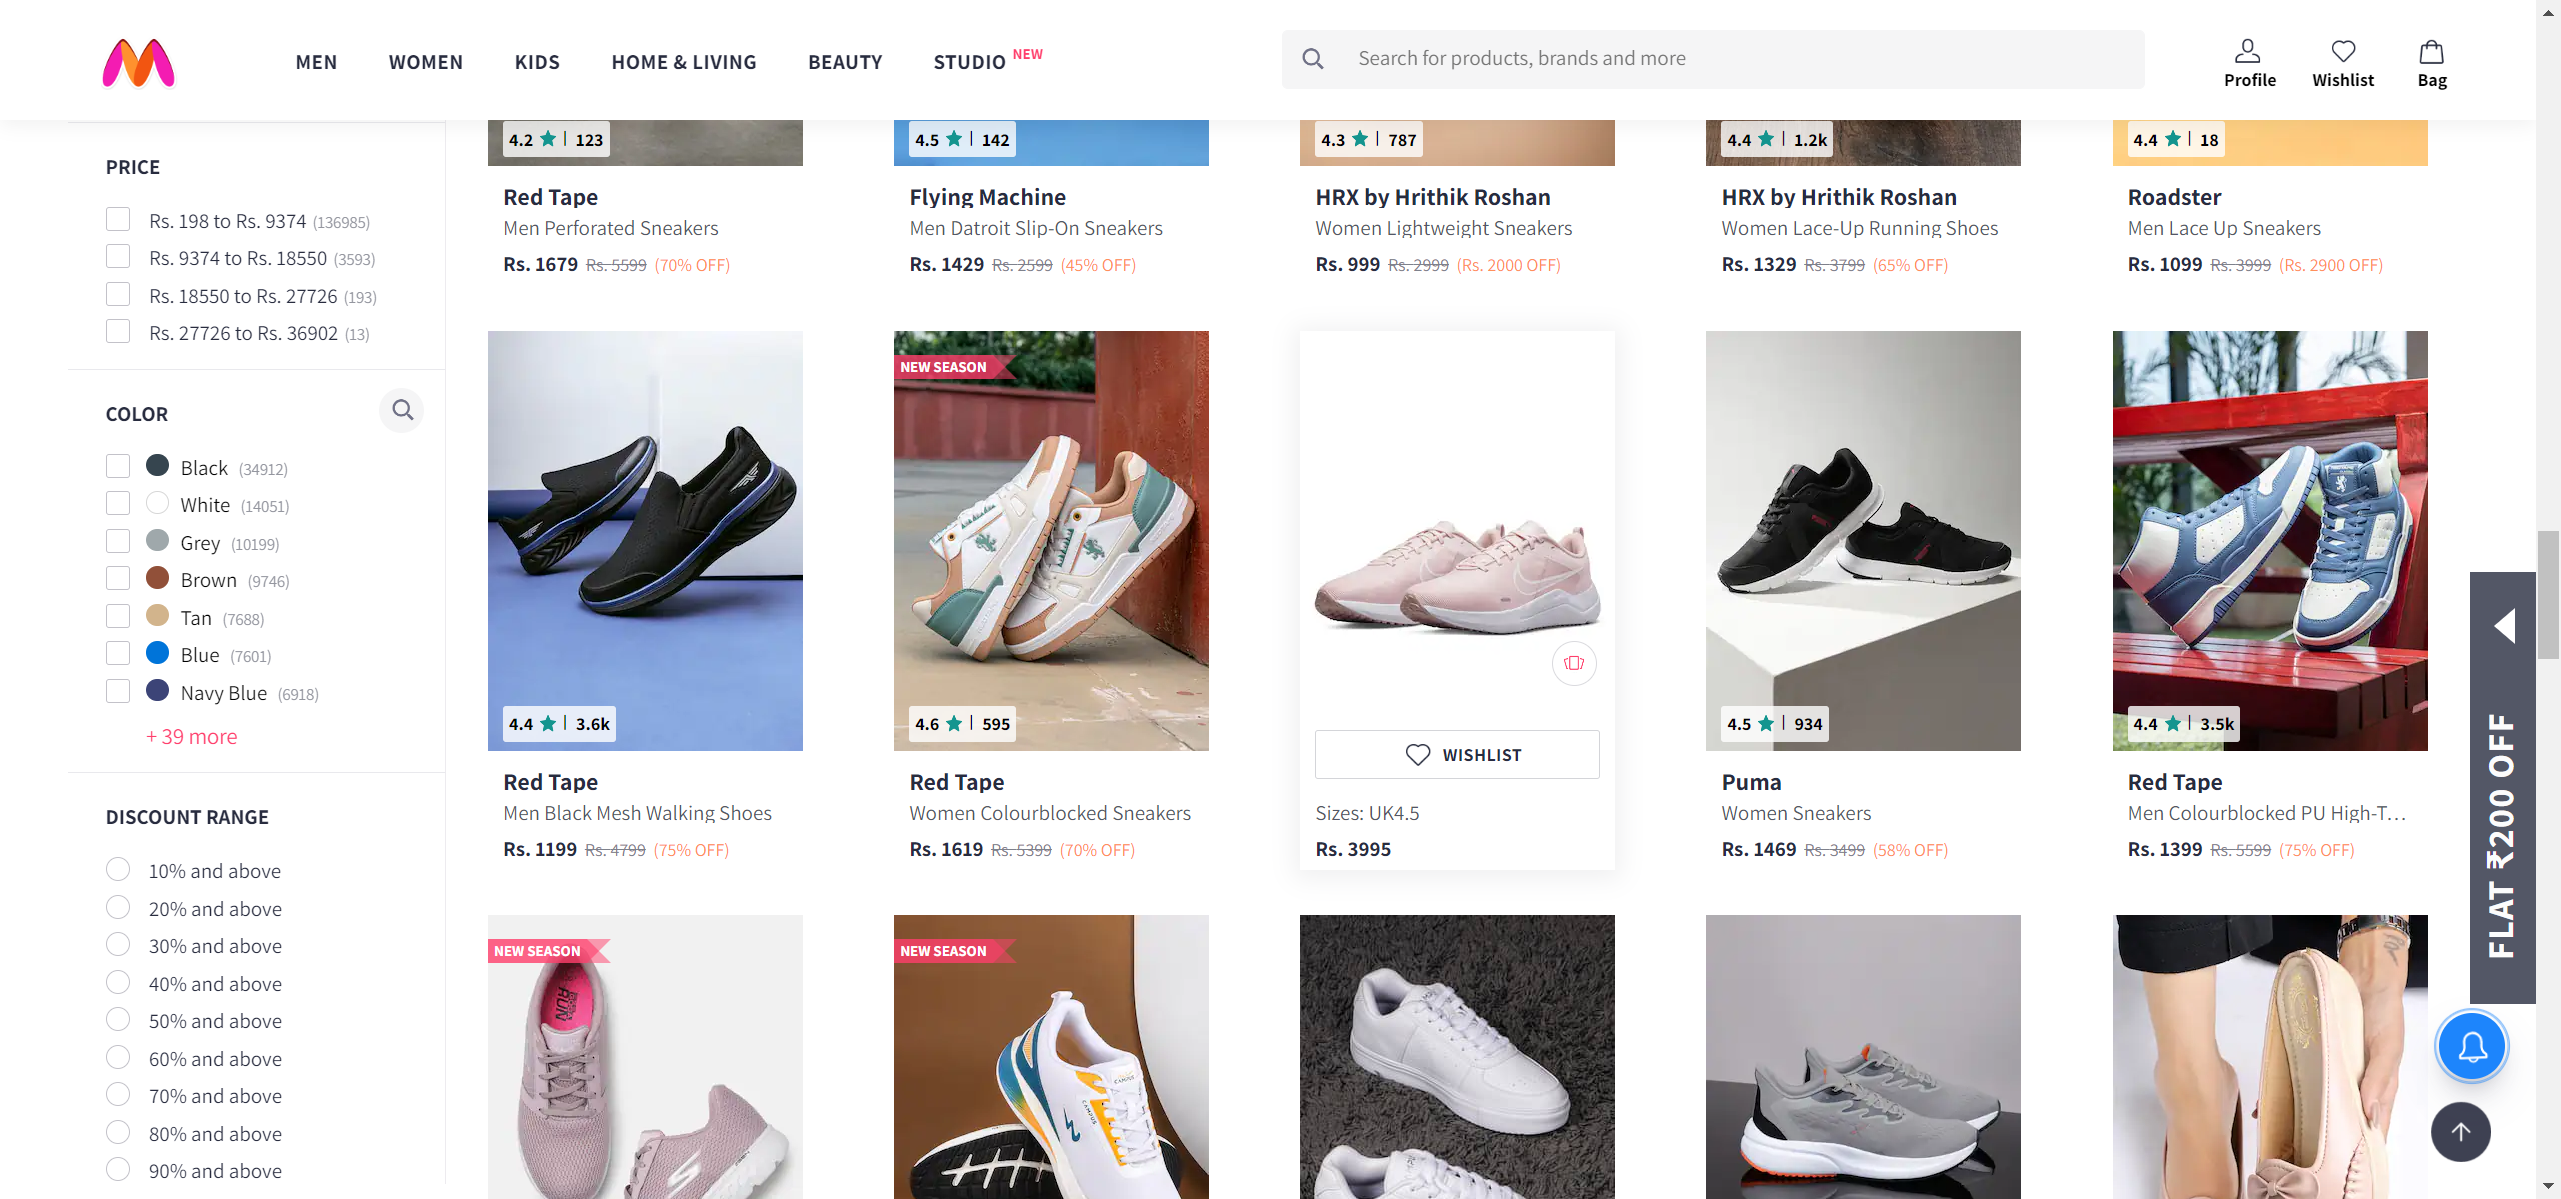 MEN WOMEN KIDS HOME & LIVING BEAUTY STUDIO NEW
Search for products, brands and more
Profile Wishlist Bag
PRICE
Rs. 198 to Rs. 9374 (136985)
Rs. 9374 to Rs. 18550 (3593)
Rs. 18550 to Rs. 27726 (193)
Rs. 27726 to Rs. 36902 (13)
COLOR
Black (34912)
White (14051)
Grey (10199)
Brown (9746)
Tan (7688)
Blue (7601)
Navy Blue (6918)
+ 39 more
DISCOUNT RANGE
10% and above
20% and above
30% and above
40% and above
50% and above
60% and above
70% and above
80% and above
90% and above
4.2 | 123
Red Tape
Men Perforated Sneakers
Rs. 1679 Rs. 5599 (70% OFF)
4.5 | 142
Flying Machine
Men Datroit Slip-On Sneakers
Rs. 1429 Rs. 2599 (45% OFF)
4.3 | 787
HRX by Hrithik Roshan
Women Lightweight Sneakers
Rs. 999 Rs. 2999 (Rs. 2000 OFF)
4.4 | 1.2k
HRX by Hrithik Roshan
Women Lace-Up Running Shoes
Rs. 1329 Rs. 3799 (65% OFF)
4.4 | 18
Roadster
Men Lace Up Sneakers
Rs. 1099 Rs. 3999 (Rs. 2900 OFF)
4.4 | 3.6k
Red Tape
Men Black Mesh Walking Shoes
Rs. 1199 Rs. 4799 (75% OFF)
NEW SEASON
4.6 | 595
Red Tape
Women Colourblocked Sneakers
Rs. 1619 Rs. 5399 (70% OFF)
WISHLIST
Sizes: UK4.5
Rs. 3995
4.5 | 934
Puma
Women Sneakers
Rs. 1469 Rs. 3499 (58% OFF)
4.4 | 3.5k
Red Tape
Men Colourblocked PU High-T...
Rs. 1399 Rs. 5599 (75% OFF)
NEW SEASON
RUN
NEW SEASON
CAMPUS
CAMPUS
FLAT ₹200 OFF